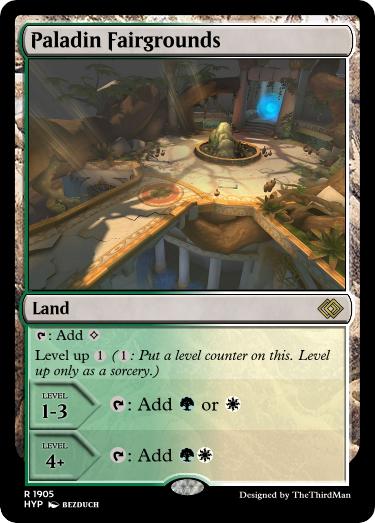 Paladin Fairgrounds
Land
: Add
Level up 1 (1: Put a level counter on this. Level
up only as a sorcery.)
LEVEL
1-3
: Add or
LEVEL
4+
: Add
R 1905
HYP BEZDUCH
Designed by TheThirdMan